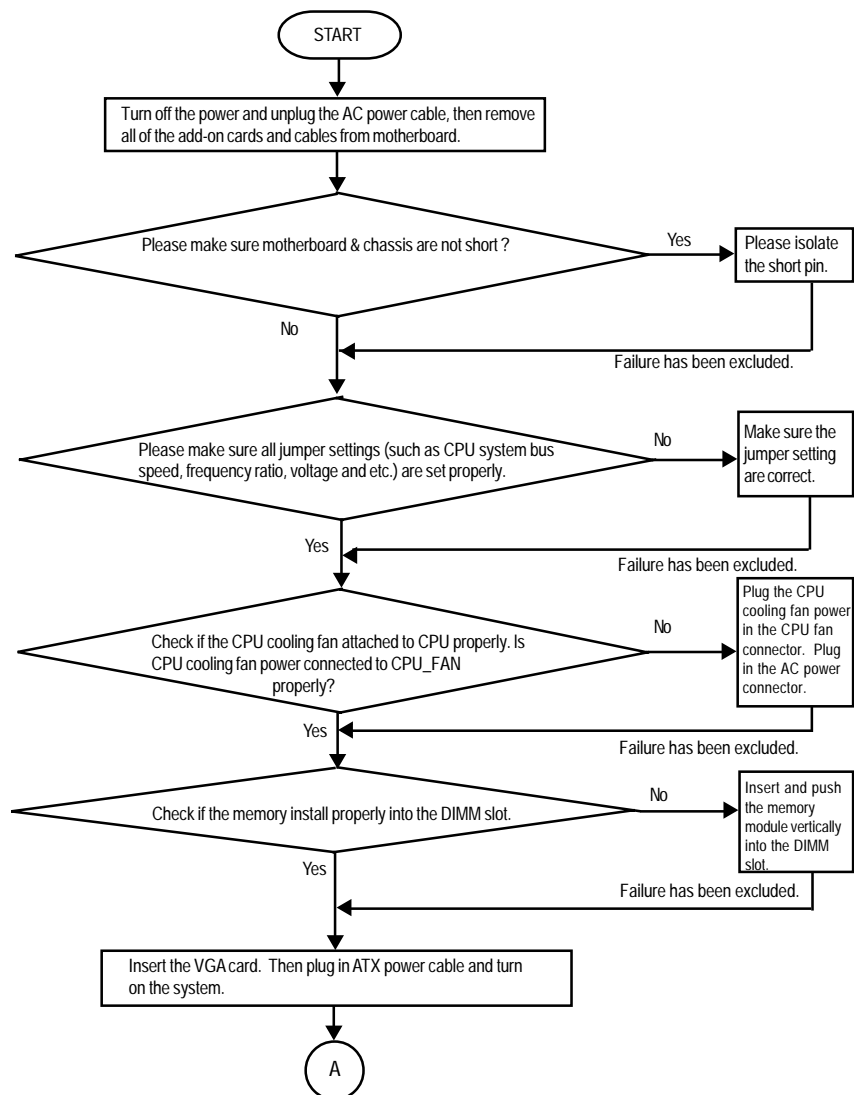 START
Turn off the power and unplug the AC power cable, then remove
all of the add-on cards and cables from motherboard.
Please make sure motherboard & chassis are not short ?
Yes
Please isolate
the short pin.
No
Failure has been excluded.
Please make sure all jumper settings (such as CPU system bus
speed, frequency ratio, voltage and etc.) are set properly.
No
Make sure the
jumper setting
are correct.
Yes
Failure has been excluded.
Check if the CPU cooling fan attached to CPU properly. Is
CPU cooling fan power connected to CPU_FAN
properly?
No
Plug the CPU
cooling fan power
in the CPU fan
connector. Plug
in the AC power
connector.
Yes
Failure has been excluded.
Check if the memory install properly into the DIMM slot.
No
Insert and push
the memory
module vertically
into the DIMM
slot.
Yes
Failure has been excluded.
Insert the VGA card. Then plug in ATX power cable and turn
on the system.
A